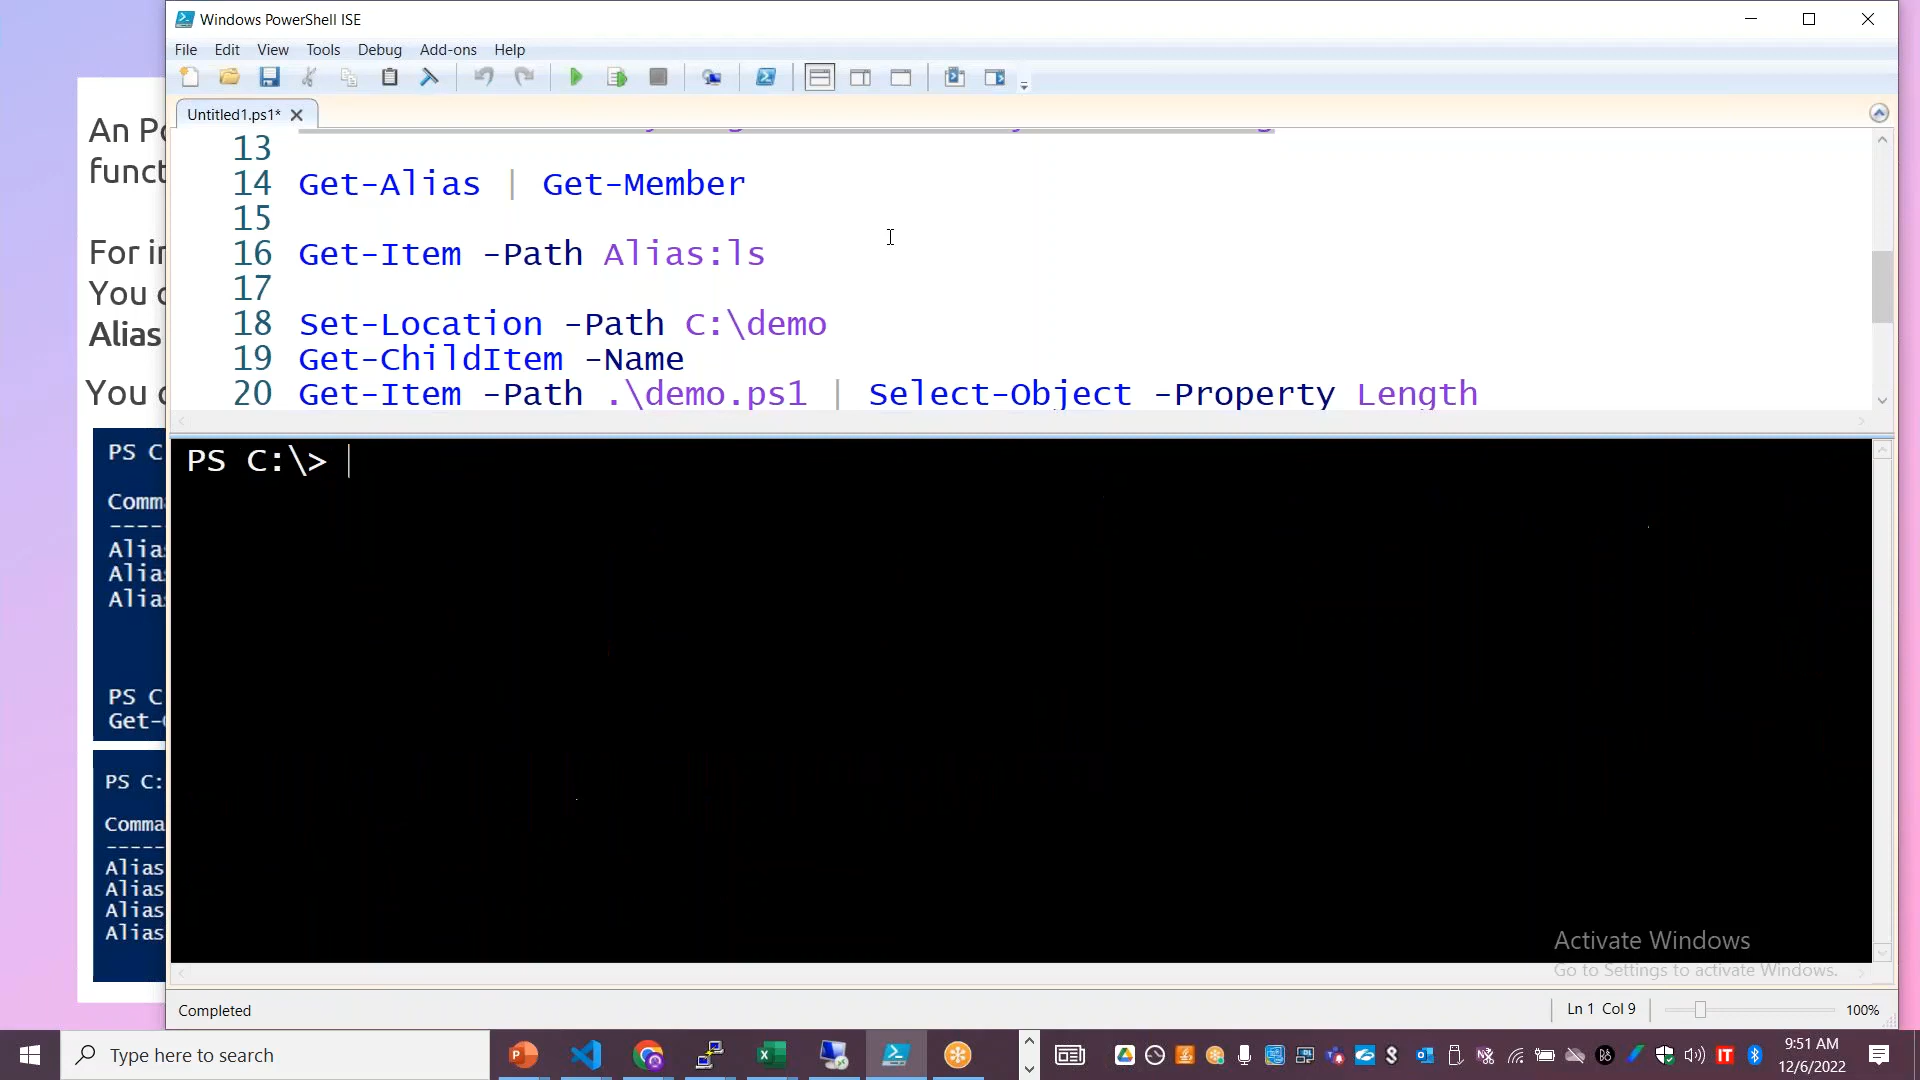 Windows PowerShell ISE
File Edit View Tools Debug Add-ons Help
Untitled1.ps1*
13
14 Get-Alias | Get-Member
15
16 Get-Item -Path Alias:ls
17
18 Set-Location -Path C:\demo
19 Get-ChildItem -Name
20 Get-Item -Path .\demo.ps1 | Select-Object -Property Length
PS C:\>
An Po
funct
For in
You c
Alias
You c
PS C
Comma
-----
Alia
Alia
Alia
PS C
Get-
PS C:
Comma
-----
Alias
Alias
Alias
Alias
Activate Windows
Go to Settings to activate Windows.
Completed
Ln 1 Col 9
100%
Type here to search
9:51 AM
12/6/2022